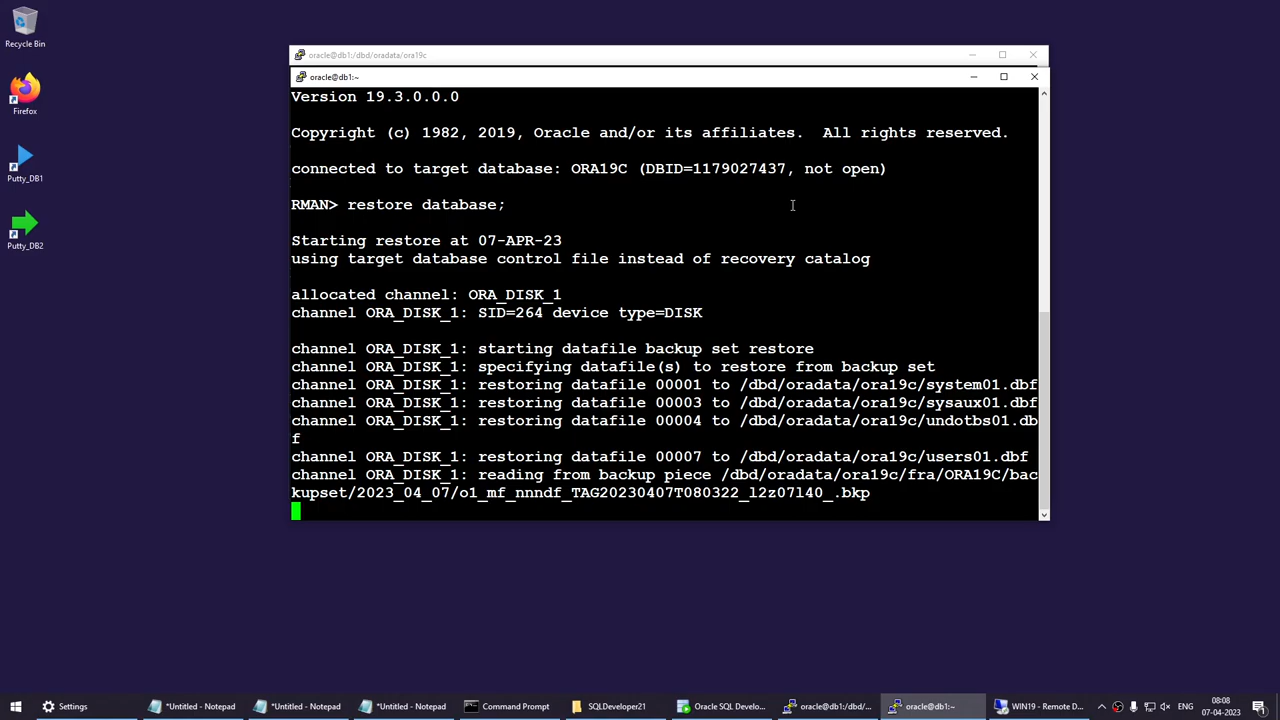 Recycle Bin
Firefox
Putty_DB1
Putty_DB2
oracle@db1:/dbd/oradata/ora19c
oracle@db1:~
Version 19.3.0.0.0
Copyright (c) 1982, 2019, Oracle and/or its affiliates.  All rights reserved.
connected to target database: ORA19C (DBID=1179027437, not open)
RMAN> restore database;
Starting restore at 07-APR-23
using target database control file instead of recovery catalog
allocated channel: ORA_DISK_1
channel ORA_DISK_1: SID=264 device type=DISK
channel ORA_DISK_1: starting datafile backup set restore
channel ORA_DISK_1: specifying datafile(s) to restore from backup set
channel ORA_DISK_1: restoring datafile 00001 to /dbd/oradata/ora19c/system01.dbf
channel ORA_DISK_1: restoring datafile 00003 to /dbd/oradata/ora19c/sysaux01.dbf
channel ORA_DISK_1: restoring datafile 00004 to /dbd/oradata/ora19c/undotbs01.db
f
channel ORA_DISK_1: restoring datafile 00007 to /dbd/oradata/ora19c/users01.dbf
channel ORA_DISK_1: reading from backup piece /dbd/oradata/ora19c/fra/ORA19C/bac
kupset/2023_04_07/o1_mf_nnndf_TAG20230407T080322_l2z07l40_.bkp
Settings
*Untitled - Notepad
*Untitled - Notepad
*Untitled - Notepad
Command Prompt
SQLDeveloper21
Oracle SQL Develo...
oracle@db1:/dbd/...
oracle@db1:~
WIN19 - Remote D...
ENG
08:08
07-04-2023